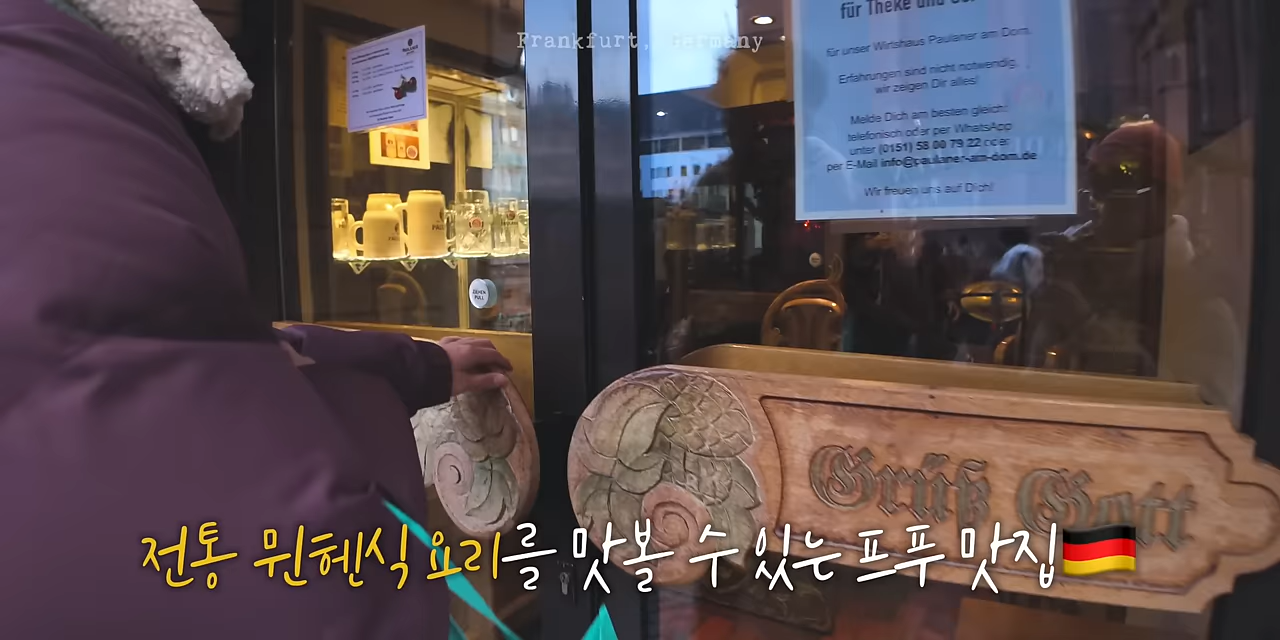 Frankfurt, Germany
für Theke und
für unser Wirtshaus Paulaner am Dom.
Erfahrungen sind nicht notwendig,
wir zeigen Dir alles!
Melde Dich am besten gleich:
telefonisch oder per WhatsApp
unter (0151) 58 00 79 22 oder
per E-Mail info@paulaner-am-dom.de
Wir freuen uns auf Dich!
ZIEHEN
PULL
Grüß Gott
전통 뮌헨식 요리를 맛볼 수 있는 프푸 맛집